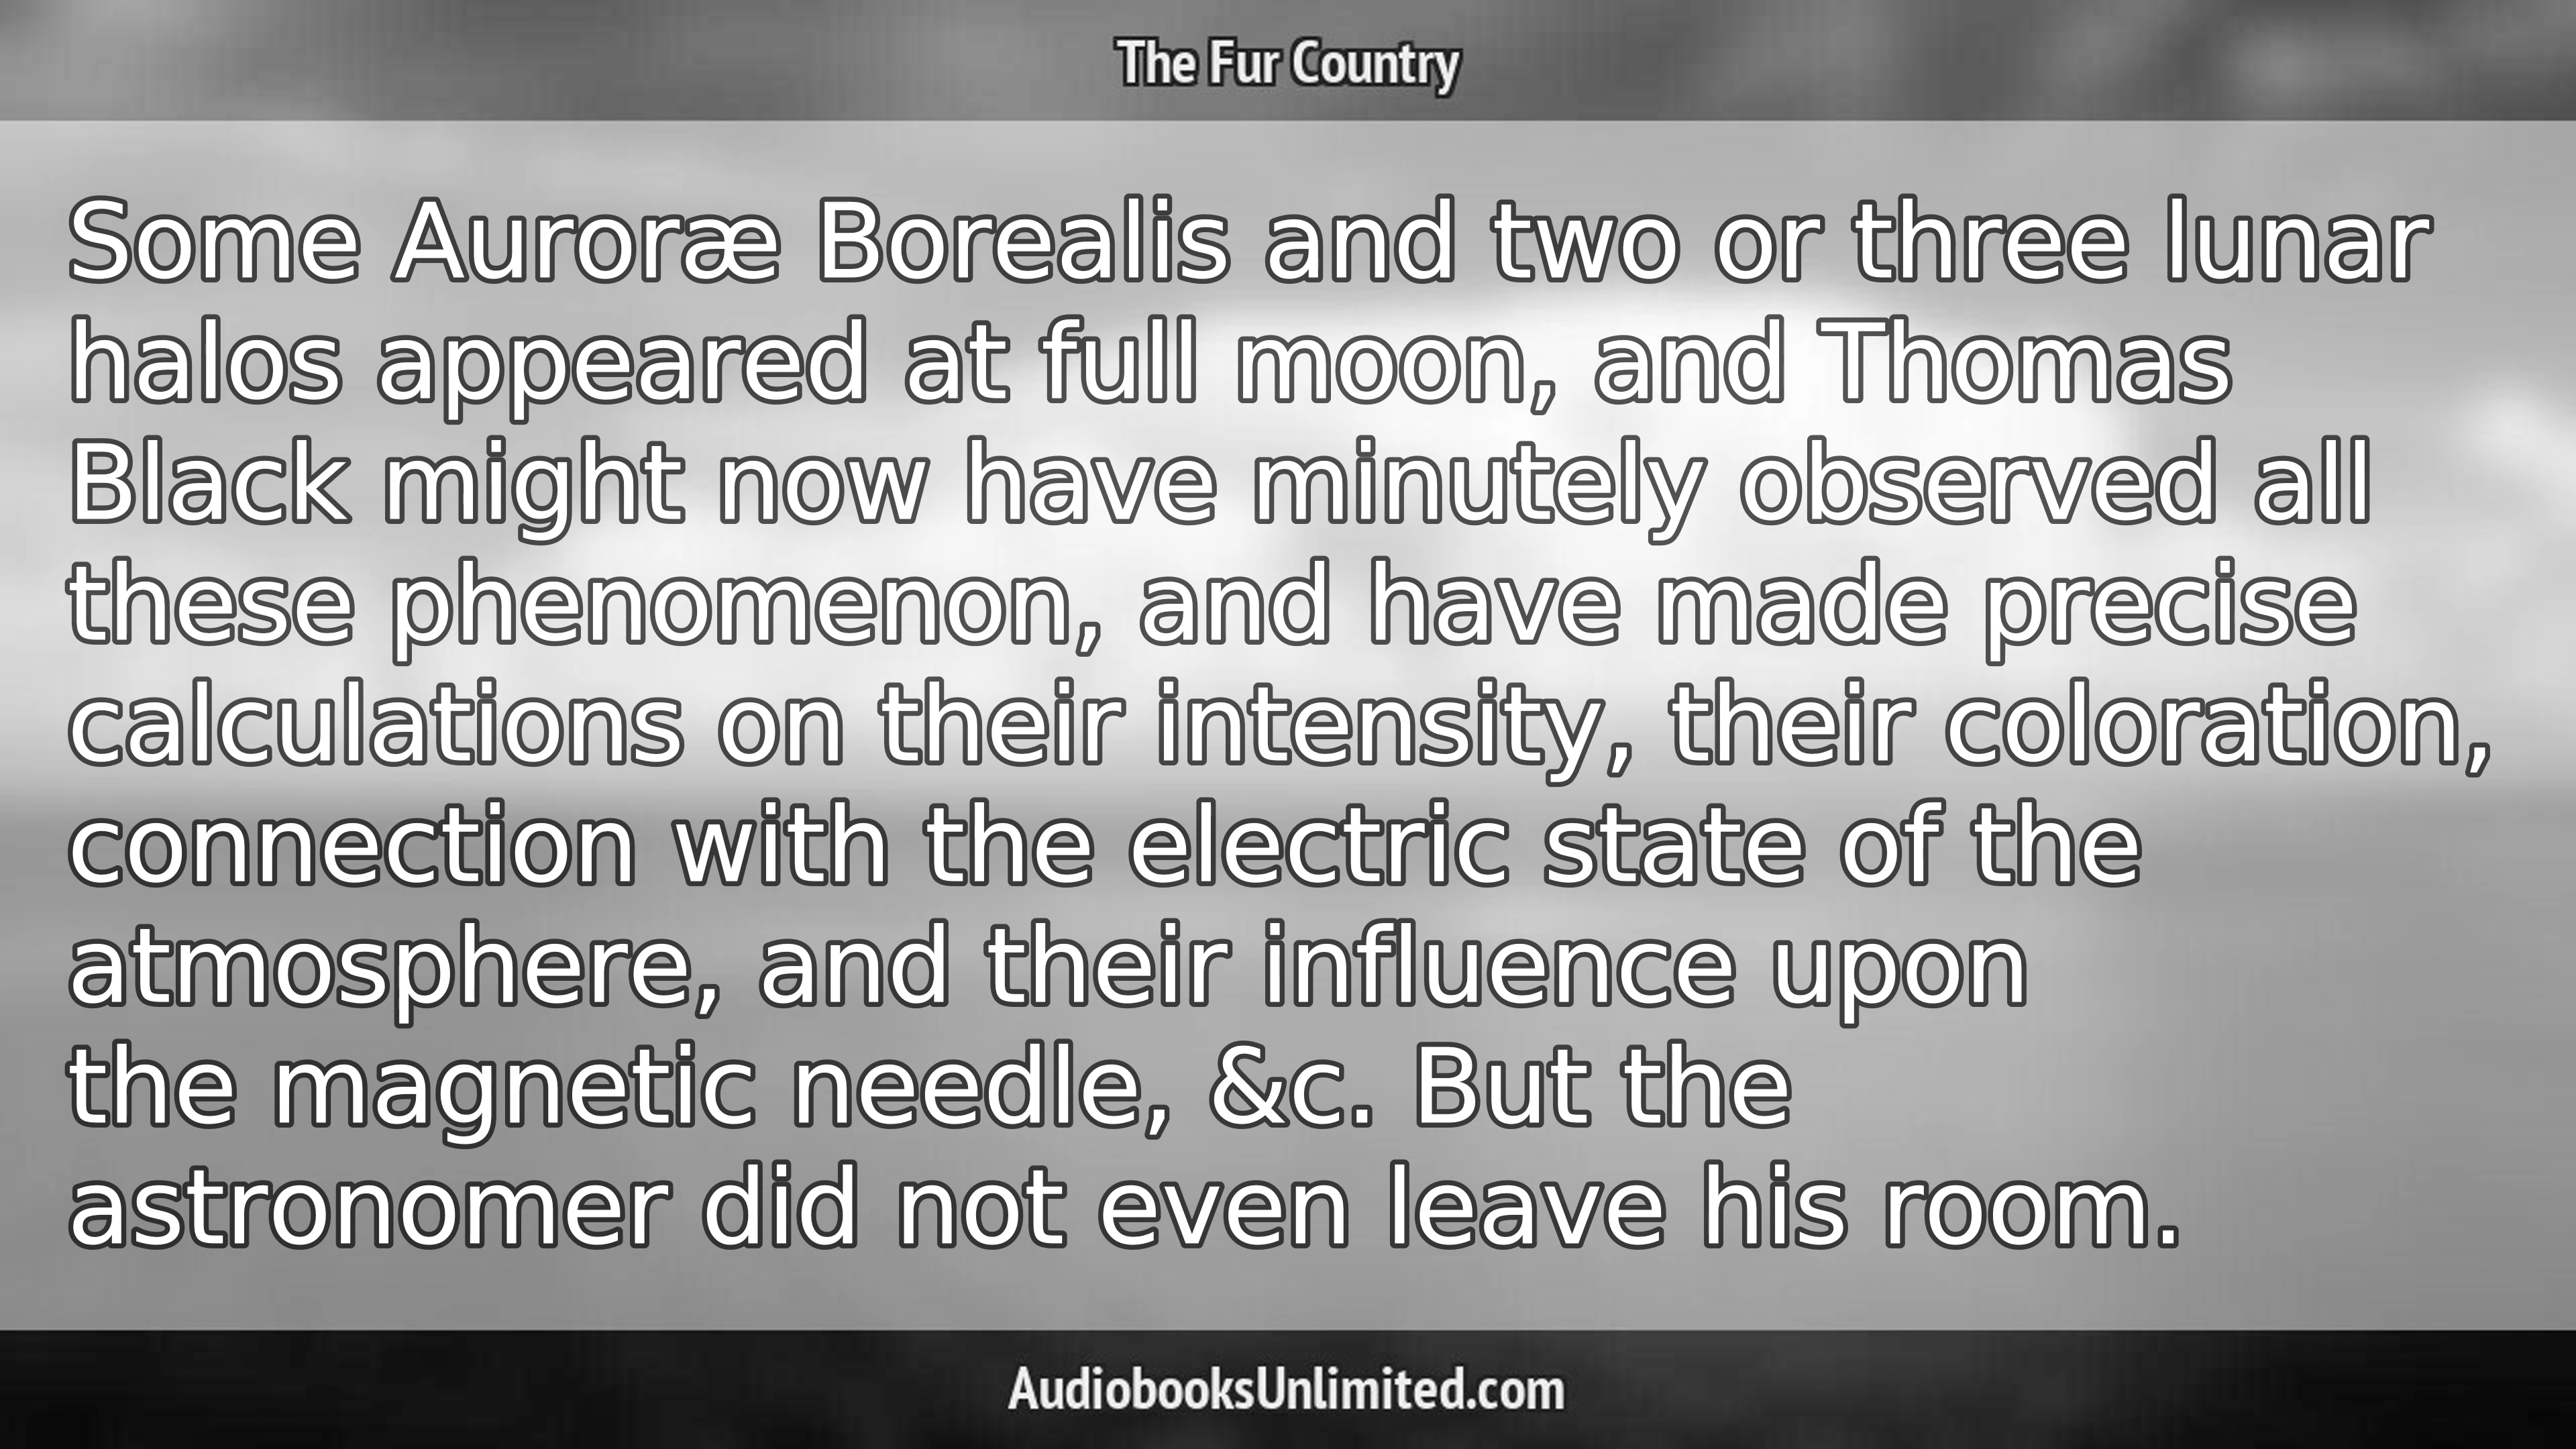 The Fur Country
Some Auroræ Borealis and two or three lunar
halos appeared at full moon, and Thomas
Black might now have minutely observed all
these phenomenon, and have made precise
calculations on their intensity, their coloration,
connection with the electric state of the
atmosphere, and their influence upon
the magnetic needle, &c. But the
astronomer did not even leave his room.
AudiobooksUnlimited.com